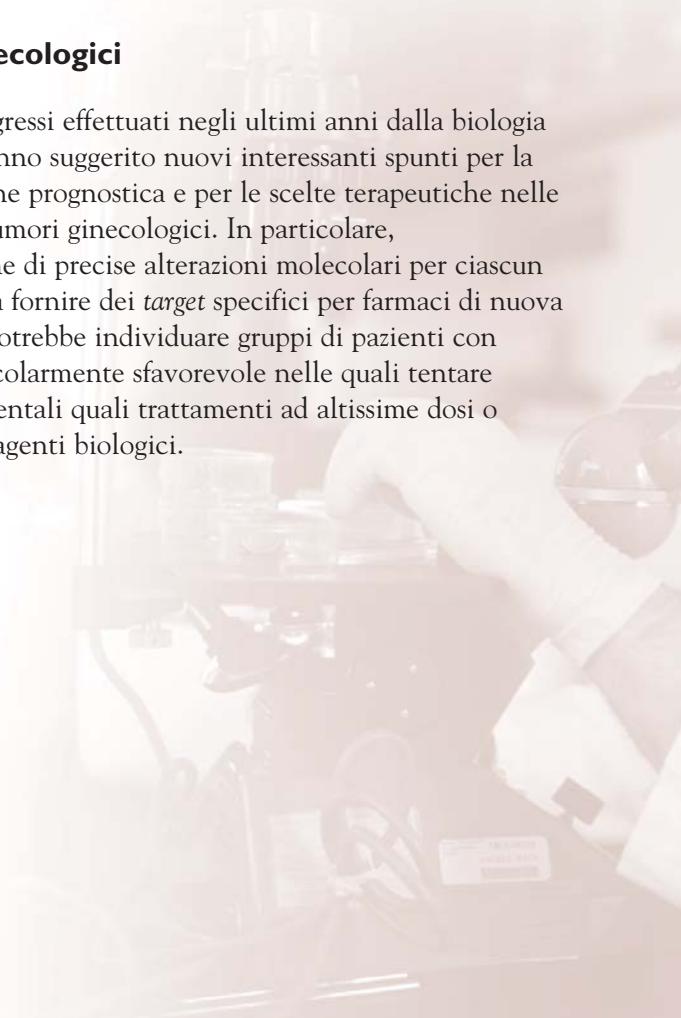 ecologici
gressi effettuati negli ultimi anni dalla biologia
nno suggerito nuovi interessanti spunti per la
ne prognostica e per le scelte terapeutiche nelle
umori ginecologici. In particolare,
ne di precise alterazioni molecolari per ciascun
a fornire dei target specifici per farmaci di nuova
otrebbe individuare gruppi di pazienti con
colarmente sfavorevole nelle quali tentare
entali quali trattamenti ad altissime dosi o
agenti biologici.